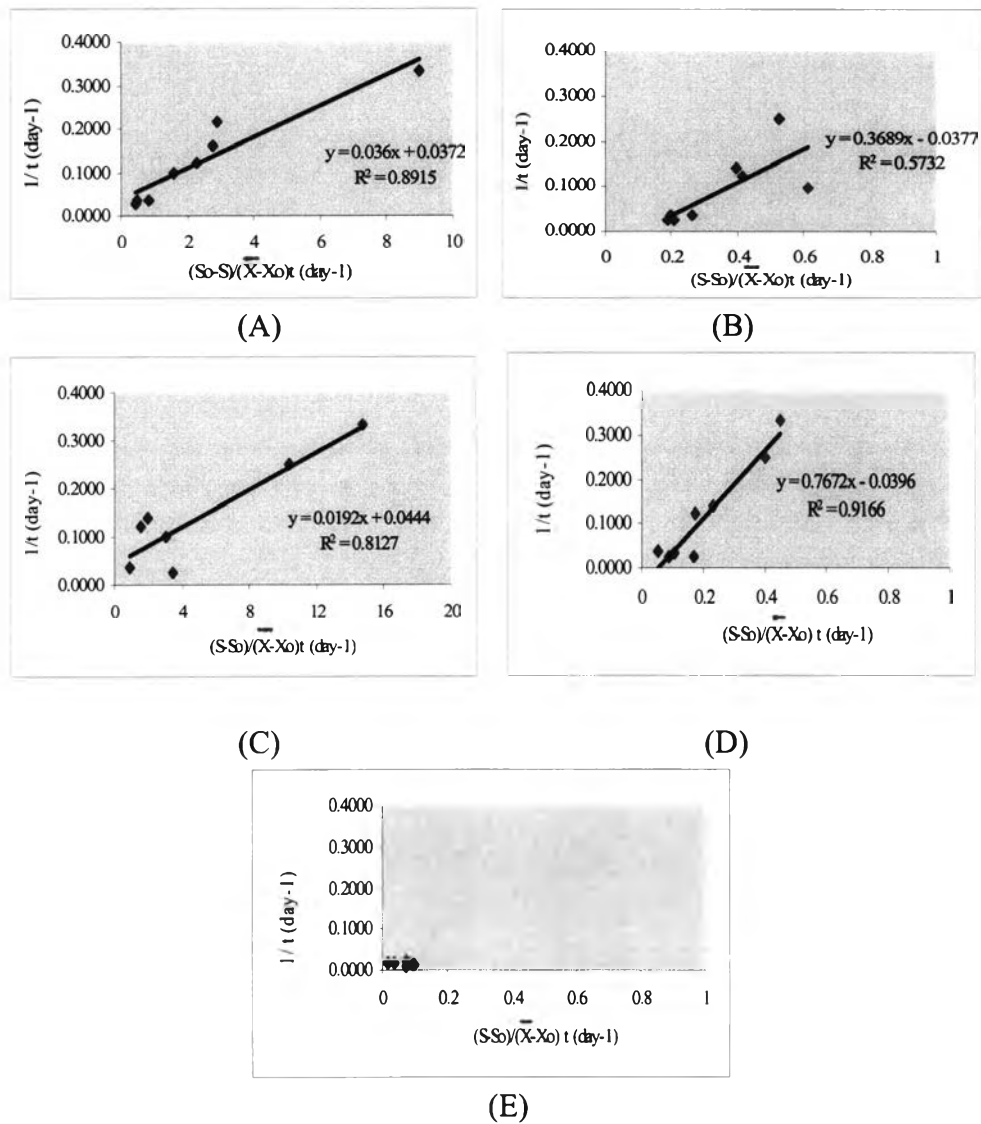 0.4000
0.3000
0.2000
0.1000
0.0000
1/t (day-1)
y = 0.036x + 0.0372
R² = 0.8915
0 2 4 6 8 10
(So-S)/(X-Xo)t (day-1)
(A)
0.4000
0.3000
0.2000
0.1000
0.0000
1/t (day-1)
y = 0.3689x - 0.0377
R² = 0.5732
0 0.2 0.4 0.6 0.8 1
(S-So)/(X-Xo)t (day-1)
(B)
0.4000
0.3000
0.2000
0.1000
0.0000
1/t (day-1)
y = 0.0192x + 0.0444
R² = 0.8127
0 4 8 12 16 20
(S-So)/(X-Xo)t (day-1)
(C)
0.4000
0.3000
0.2000
0.1000
0.0000
1/t (day-1)
y = 0.7672x - 0.0396
R² = 0.9166
0 0.2 0.4 0.6 0.8 1
(S-So)/(X-Xo) t (day-1)
(D)
0.4000
0.3000
0.2000
0.1000
0.0000
1/t (day-1)
0 0.2 0.4 0.6 0.8 1
(S-So)/(X-Xo) t (day-1)
(E)